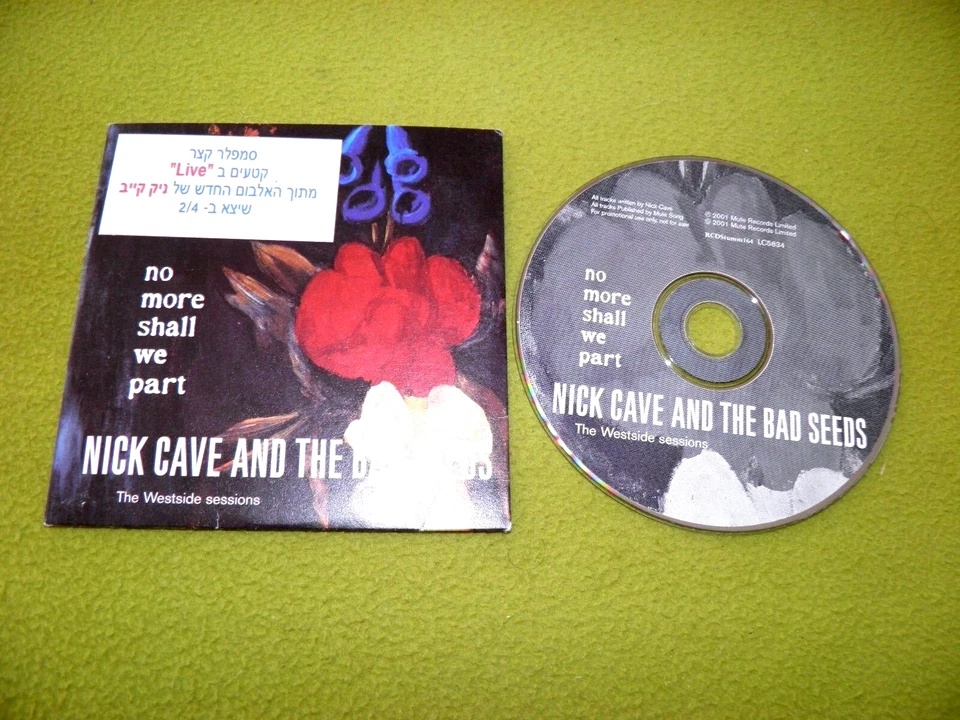 סמפלר קצר
קטעים ב "Live"
מתוך האלבום החדש של ניק קייב
שיצא ב- 2/4
no
more
shall
we
part
NICK CAVE AND THE BAD SEEDS
The Westside sessions
All tracks written by Nick Cave
All tracks Published by Mute Song
For promotional use only, not for sale
℗ 2001 Mute Records Limited
© 2001 Mute Records Limited
RCDStumm164 LC5834
no
more
shall
we
part
NICK CAVE AND THE BAD SEEDS
The Westside sessions